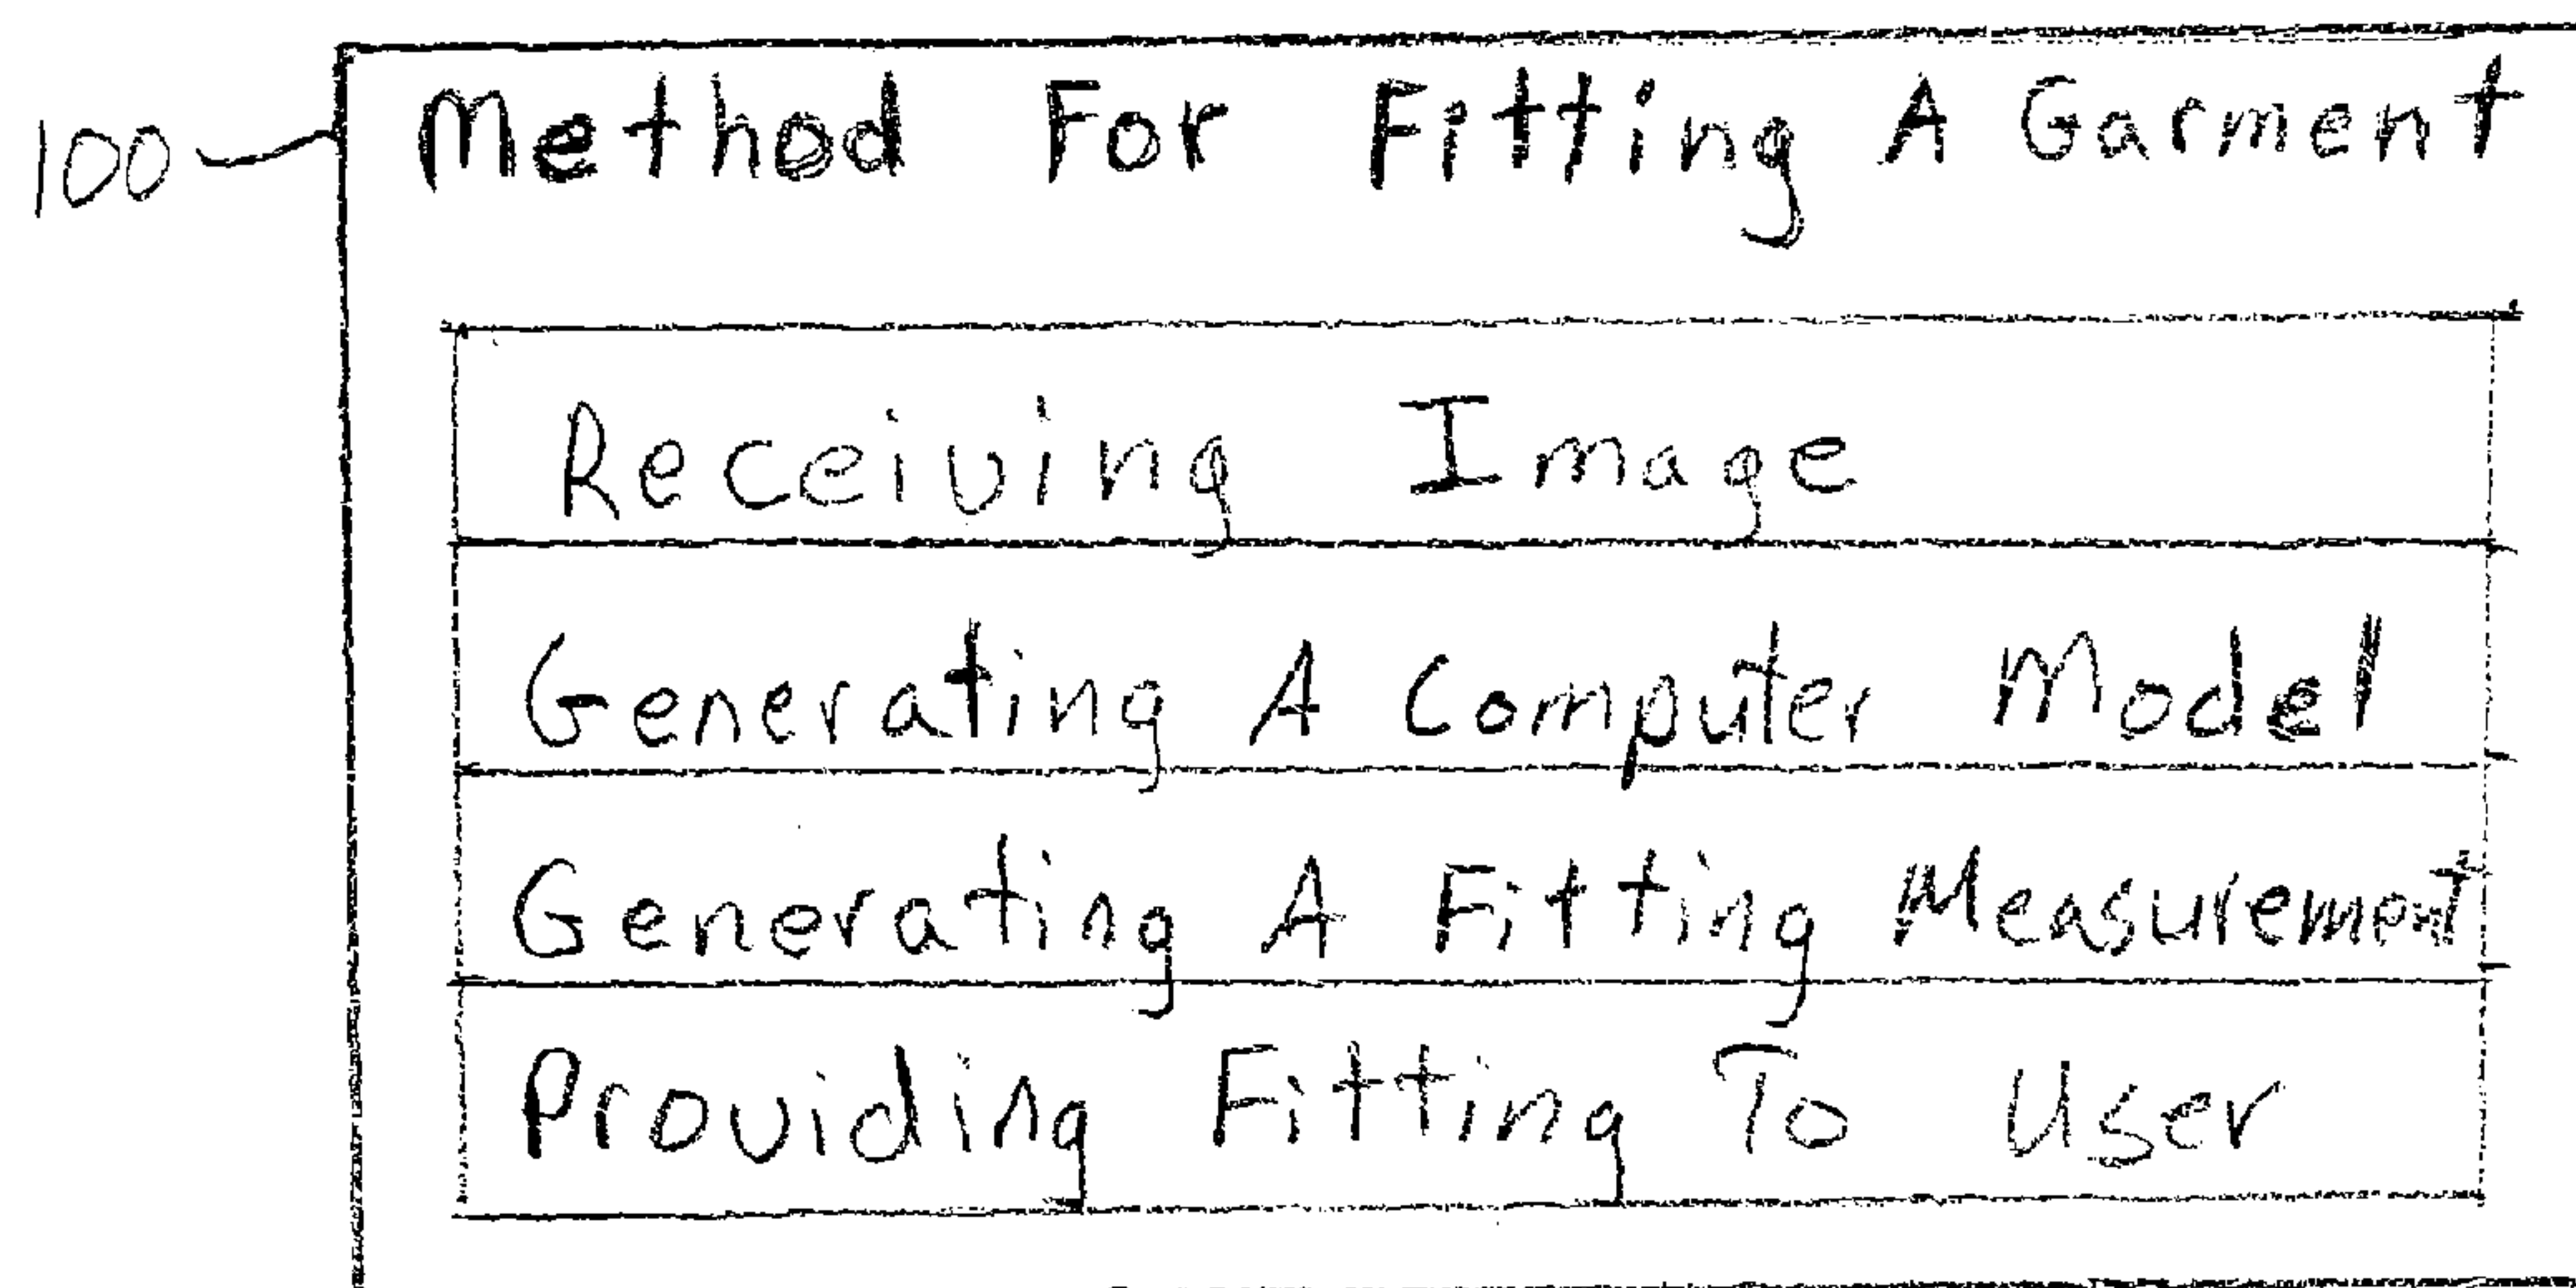 100 Method For Fitting A Garment
Receiving Image
Generating A Computer Model
Generating A Fitting Measurement
Providing Fitting To User